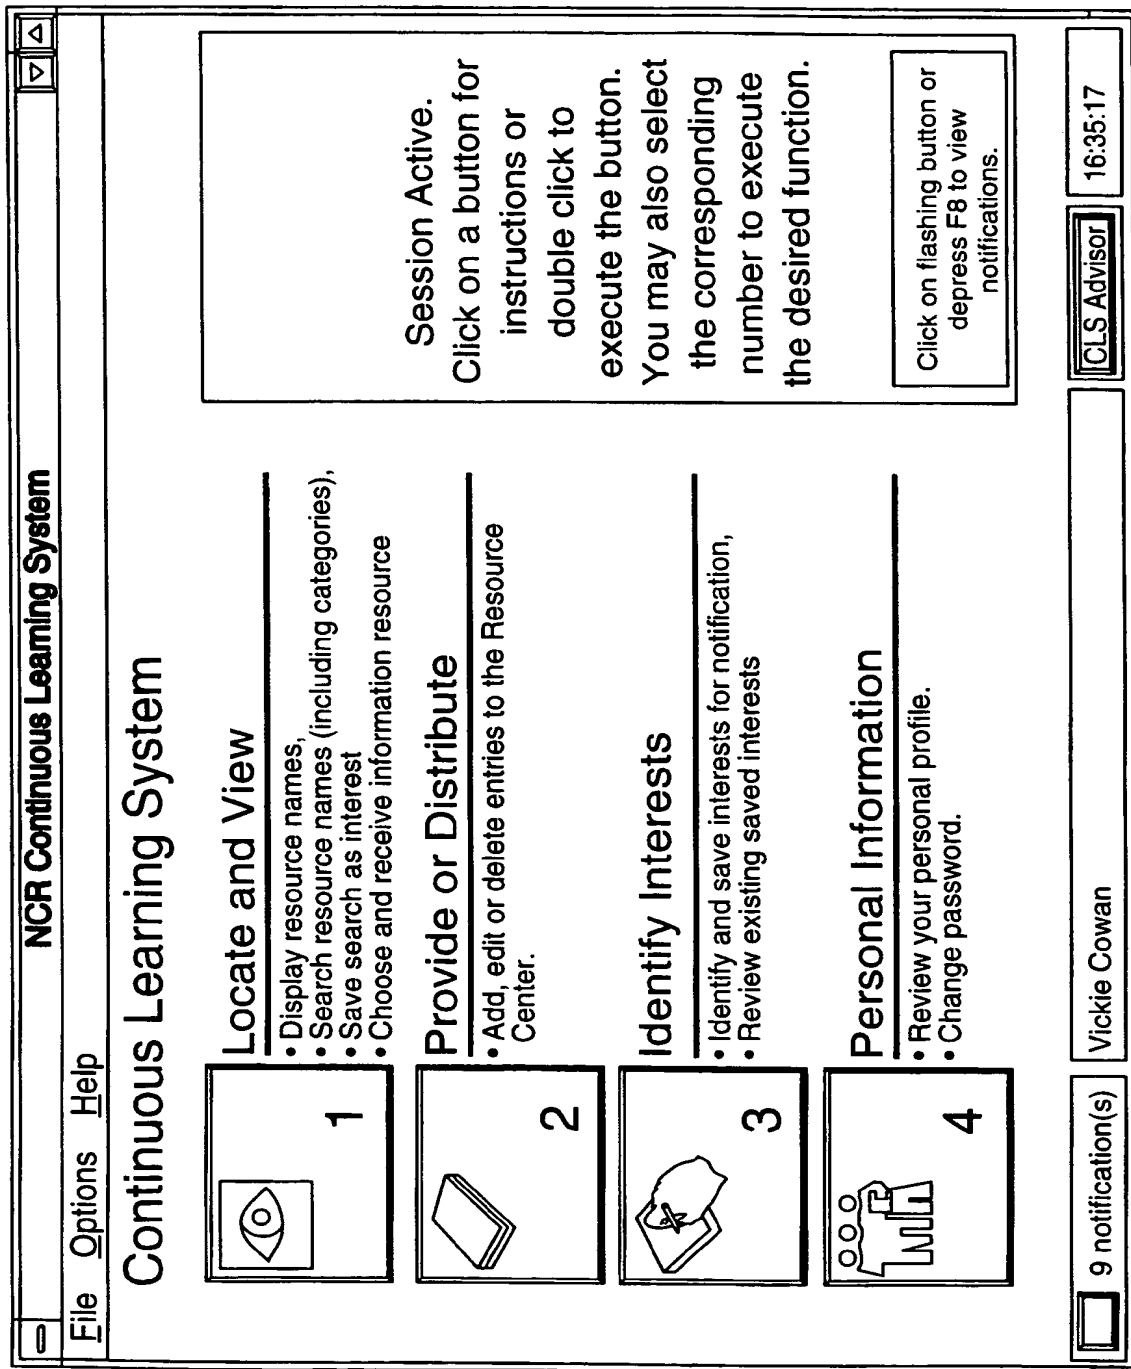 NCR Continuous Learning System
File Options Help
Continuous Learning System
1
Locate and View
• Display resource names,
• Search resource names (including categories),
• Save search as interest
• Choose and receive information resource
2
Provide or Distribute
• Add, edit or delete entries to the Resource
Center.
3
Identify Interests
• Identify and save interests for notification,
• Review existing saved interests
4
Personal Information
• Review your personal profile.
• Change password.
Session Active.
Click on a button for
instructions or
double click to
execute the button.
You may also select
the corresponding
number to execute
the desired function.
Click on flashing button or
depress F8 to view
notifications.
9 notification(s)
Vickie Cowan
CLS Advisor
16:35:17